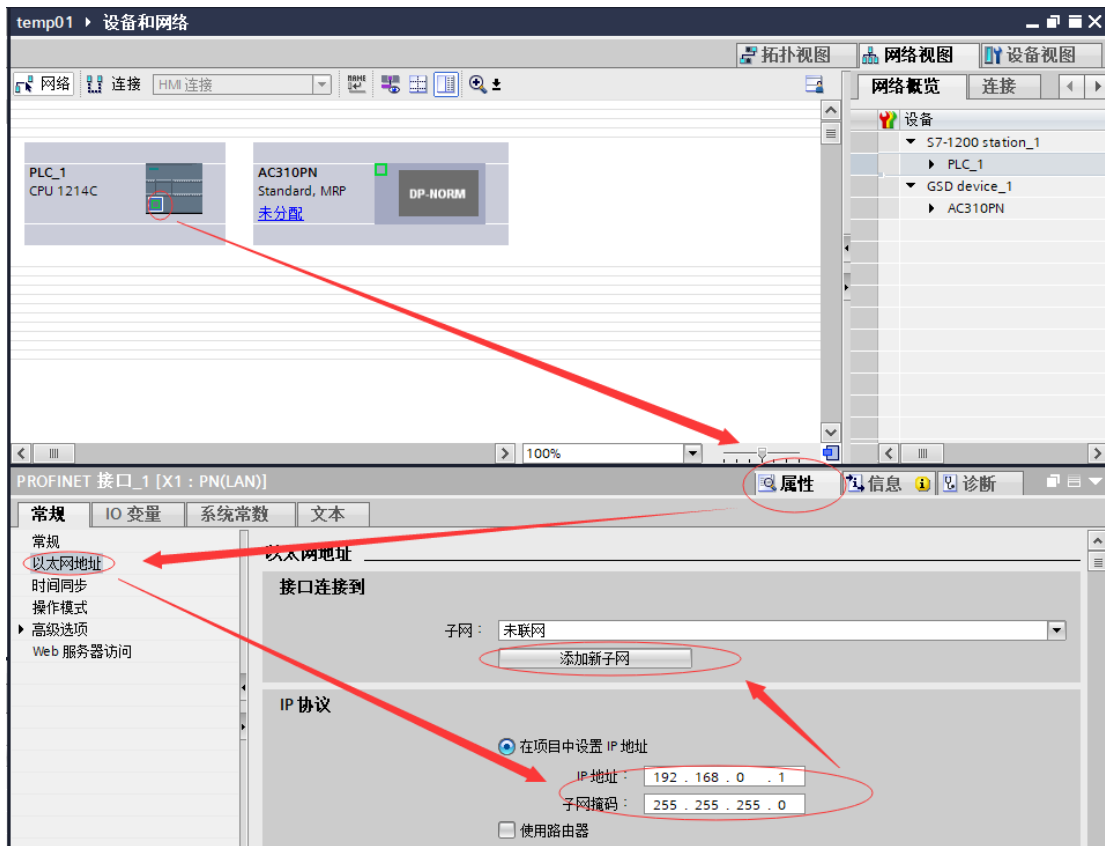 temp01 ▸ 设备和网络
拓扑视图 网络视图 设备视图
网络 连接 HMI 连接
网络概览 连接
设备
S7-1200 station_1
PLC_1
GSD device_1
AC310PN
PLC_1
CPU 1214C
AC310PN
Standard, MRP
未分配
DP-NORM
100%
PROFINET 接口_1 [X1 : PN(LAN)]
属性 信息 诊断
常规 IO 变量 系统常数 文本
常规
以太网地址
时间同步
操作模式
高级选项
Web 服务器访问
以太网地址
接口连接到
子网： 未联网
添加新子网
IP 协议
在项目中设置 IP 地址
IP 地址： 192 . 168 . 0 . 1
子网掩码： 255 . 255 . 255 . 0
使用路由器